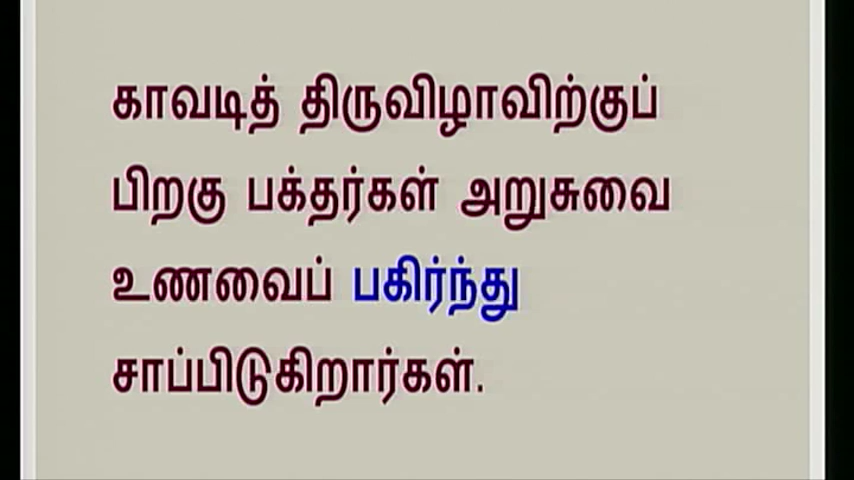 காவடித் திருவிழாவிற்குப்
பிறகு பக்தர்கள் அறுசுவை
உணவைப் பகிர்ந்து
சாப்பிடுகிறார்கள்.